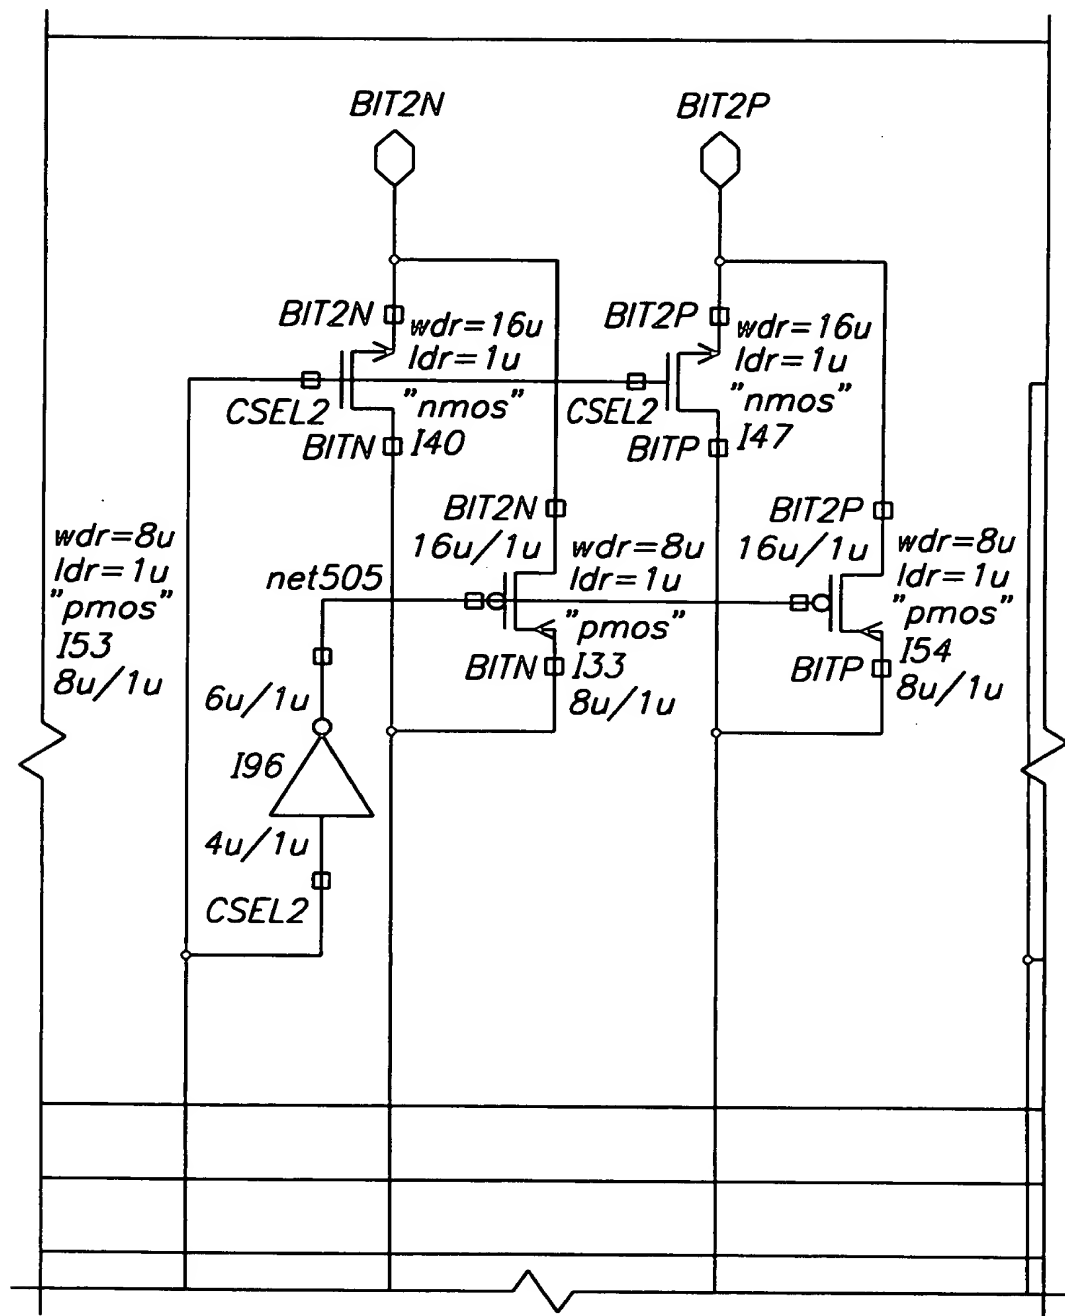 BIT2N
BIT2P
BIT2N
wdr=16u
ldr=1u
"nmos"
I40
CSEL2
BITN
BIT2P
wdr=16u
ldr=1u
"nmos"
I47
CSEL2
BITP
wdr=8u
ldr=1u
"pmos"
I53
8u/1u
BIT2N
16u/1u
wdr=8u
ldr=1u
"pmos"
I33
8u/1u
BITN
BIT2P
16u/1u
wdr=8u
ldr=1u
"pmos"
I54
8u/1u
BITP
net505
6u/1u
I96
4u/1u
CSEL2